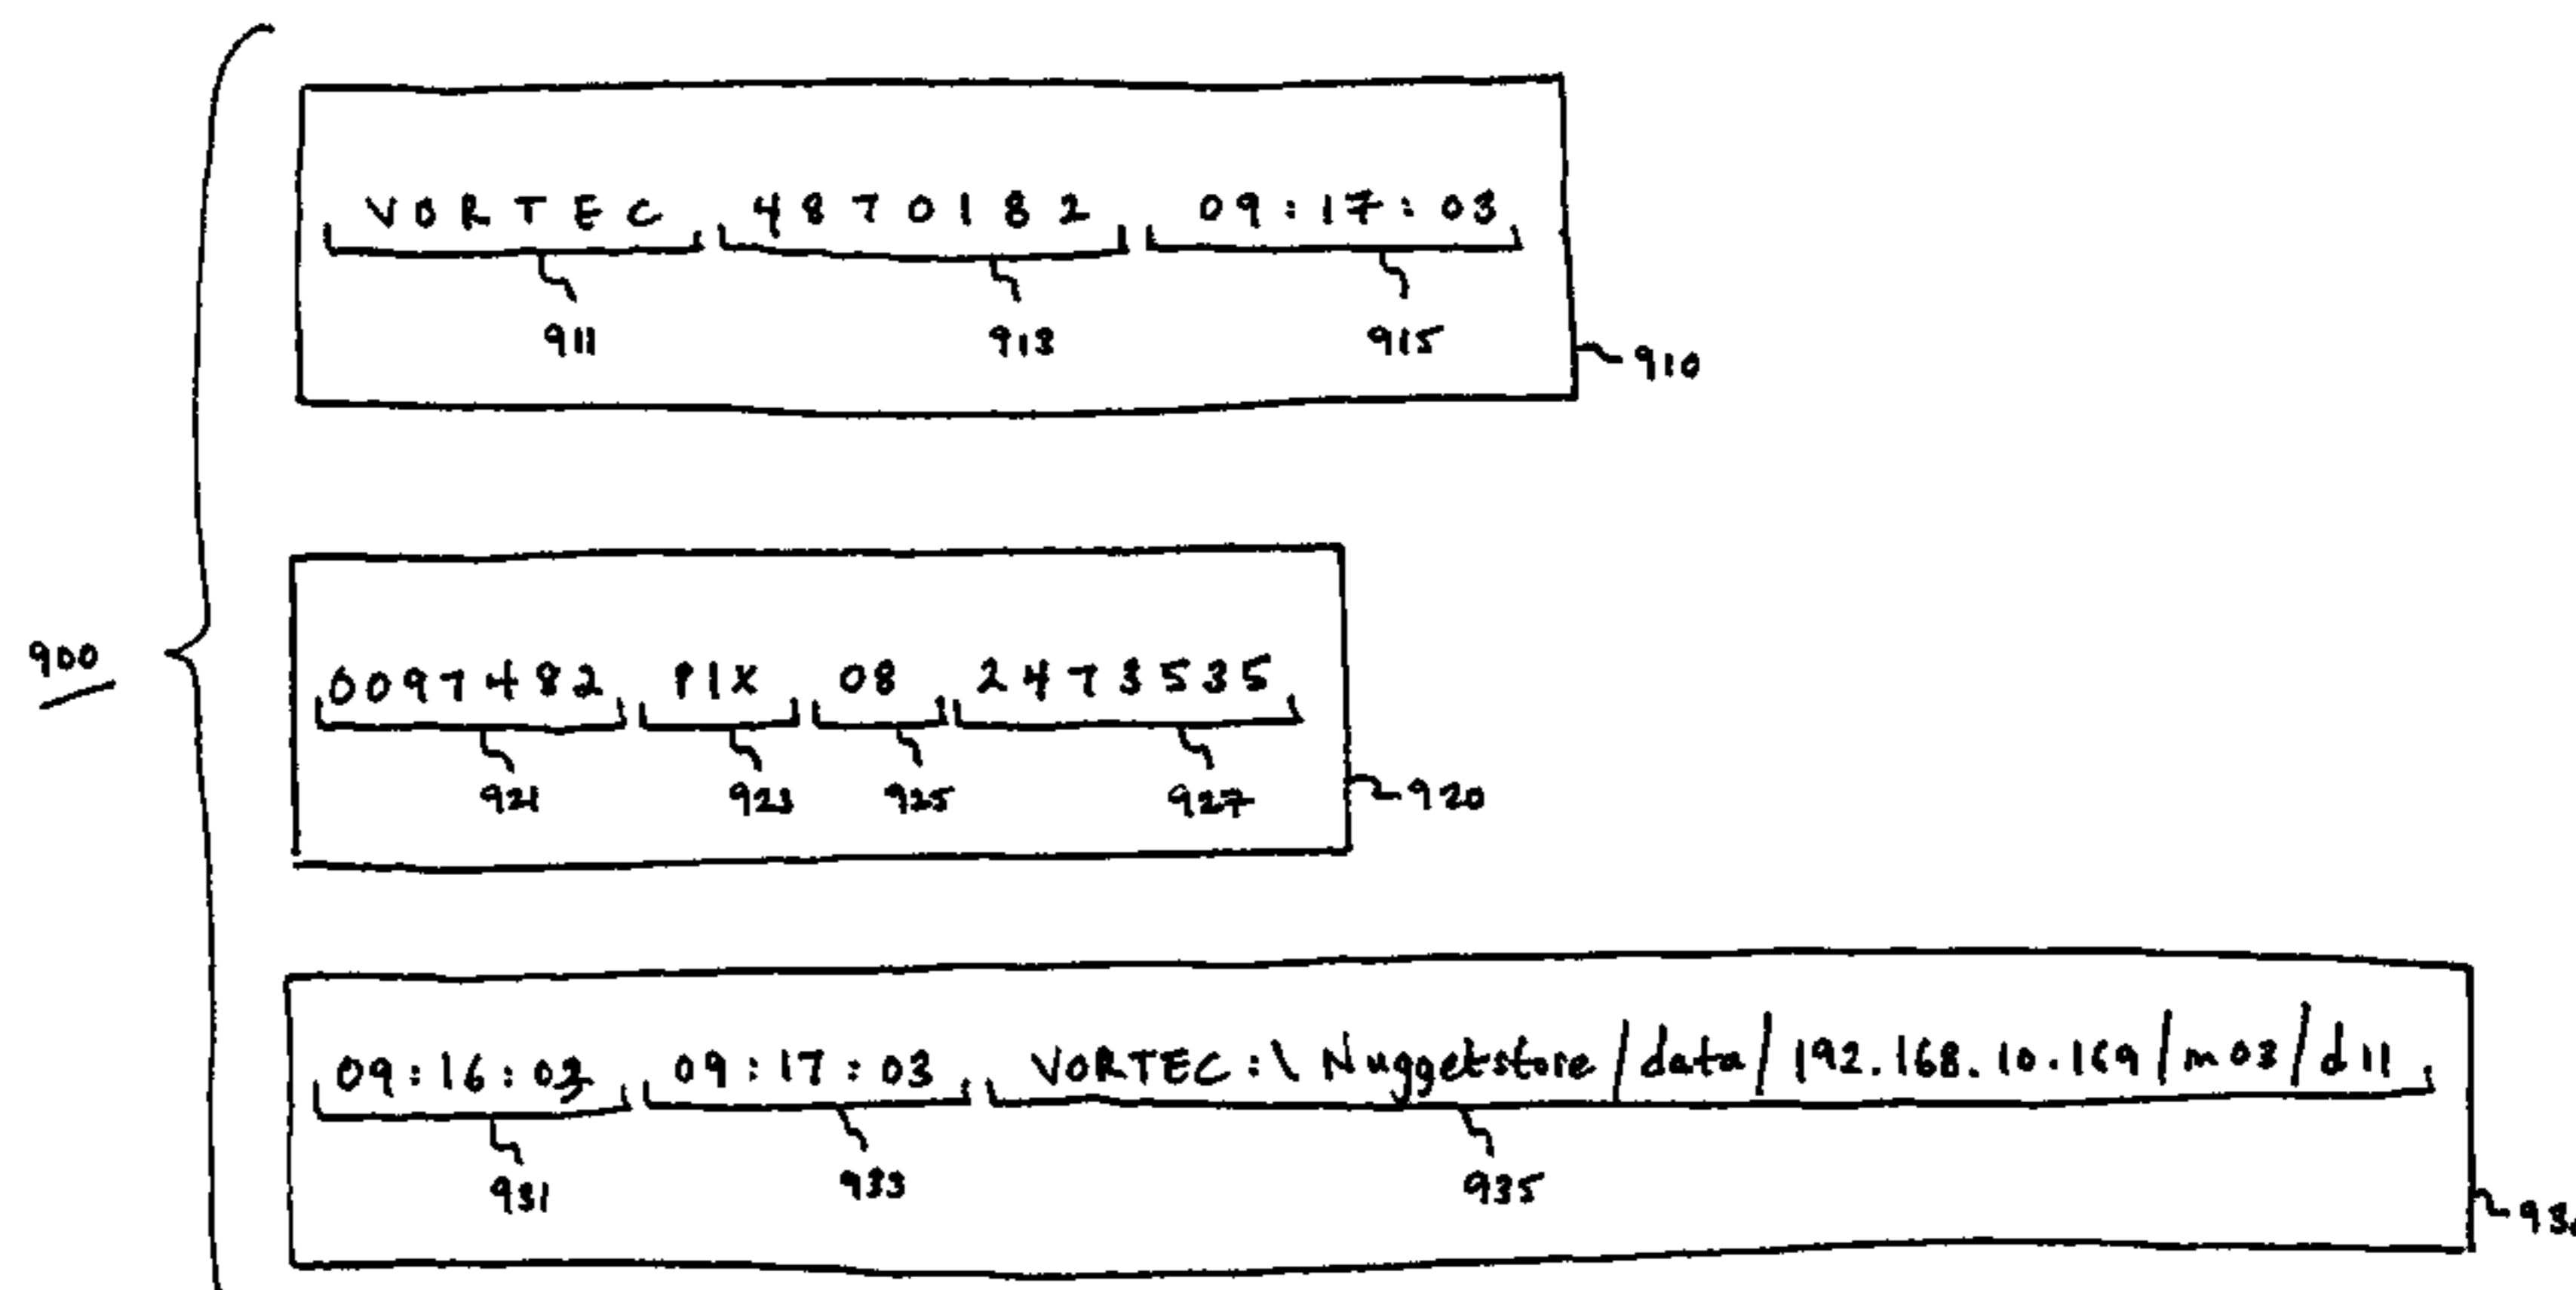 VORTEC 4870182 09:17:03
911 913 915
910
0097482 PIX 08 2473535
900
921 923 925 927
920
09:16:03 09:17:03 VORTEC:\Nuggetstore/data/192.168.10.169/m03/d11
931 933 935